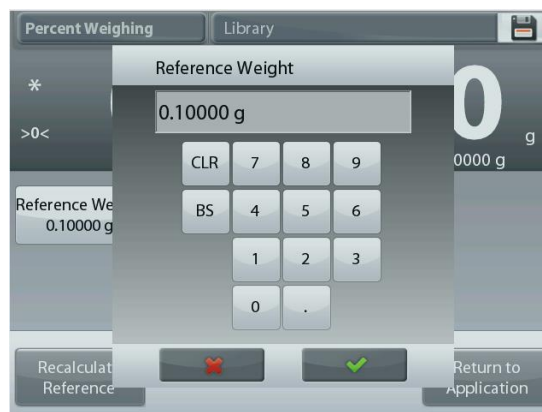 Percent Weighing
Library
Reference Weight
*
0.10000 g
0
>0<
g
0000 g
CLR 7 8 9
Reference We
0.10000 g
BS 4 5 6
1 2 3
0 .
Recalculat
Reference
Return to
Application